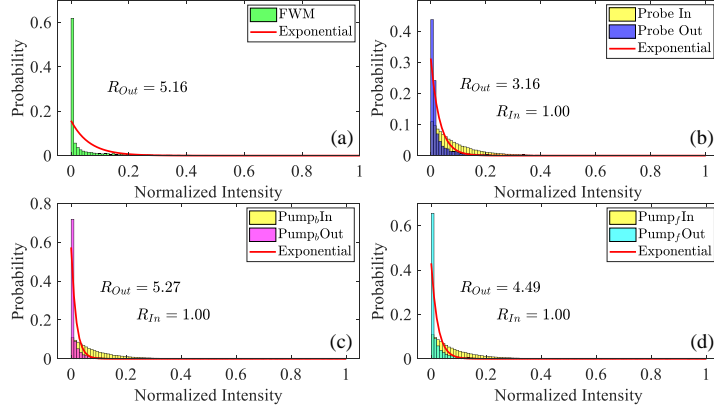 FWM
Exponential
R_Out = 5.16
(a)
Probability
0.6
0.4
0.2
0
0 0.2 0.4 0.6 0.8 1
Normalized Intensity
Probe In
Probe Out
Exponential
R_Out = 3.16
R_In = 1.00
(b)
Probability
0.5
0.4
0.3
0.2
0.1
0
0 0.2 0.4 0.6 0.8 1
Normalized Intensity
Pump_b In
Pump_b Out
Exponential
R_Out = 5.27
R_In = 1.00
(c)
Probability
0.8
0.6
0.4
0.2
0
0 0.2 0.4 0.6 0.8 1
Normalized Intensity
Pump_f In
Pump_f Out
Exponential
R_Out = 4.49
R_In = 1.00
(d)
Probability
0.6
0.4
0.2
0
0 0.2 0.4 0.6 0.8 1
Normalized Intensity